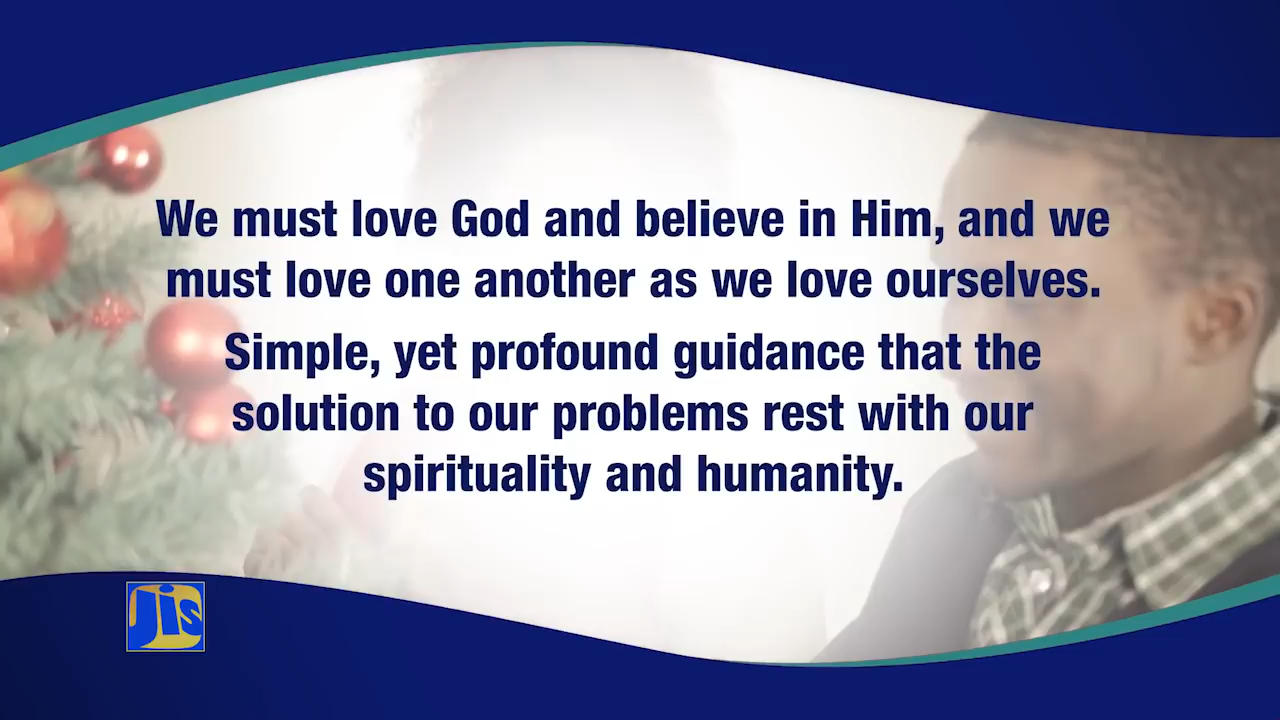 We must love God and believe in Him, and we
must love one another as we love ourselves.
Simple, yet profound guidance that the
solution to our problems rest with our
spirituality and humanity.
Jis